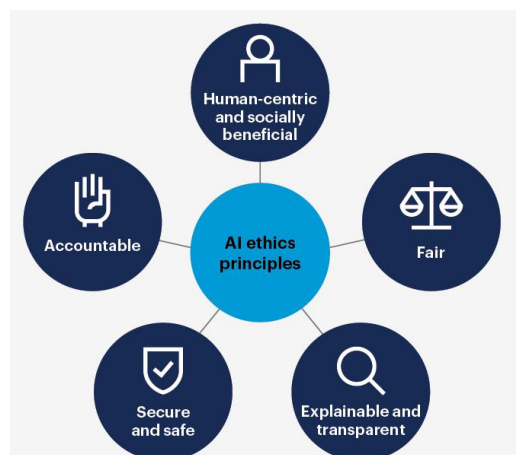 Human-centric
and socially
beneficial
Accountable
AI ethics
principles
Fair
Secure
and safe
Explainable and
transparent